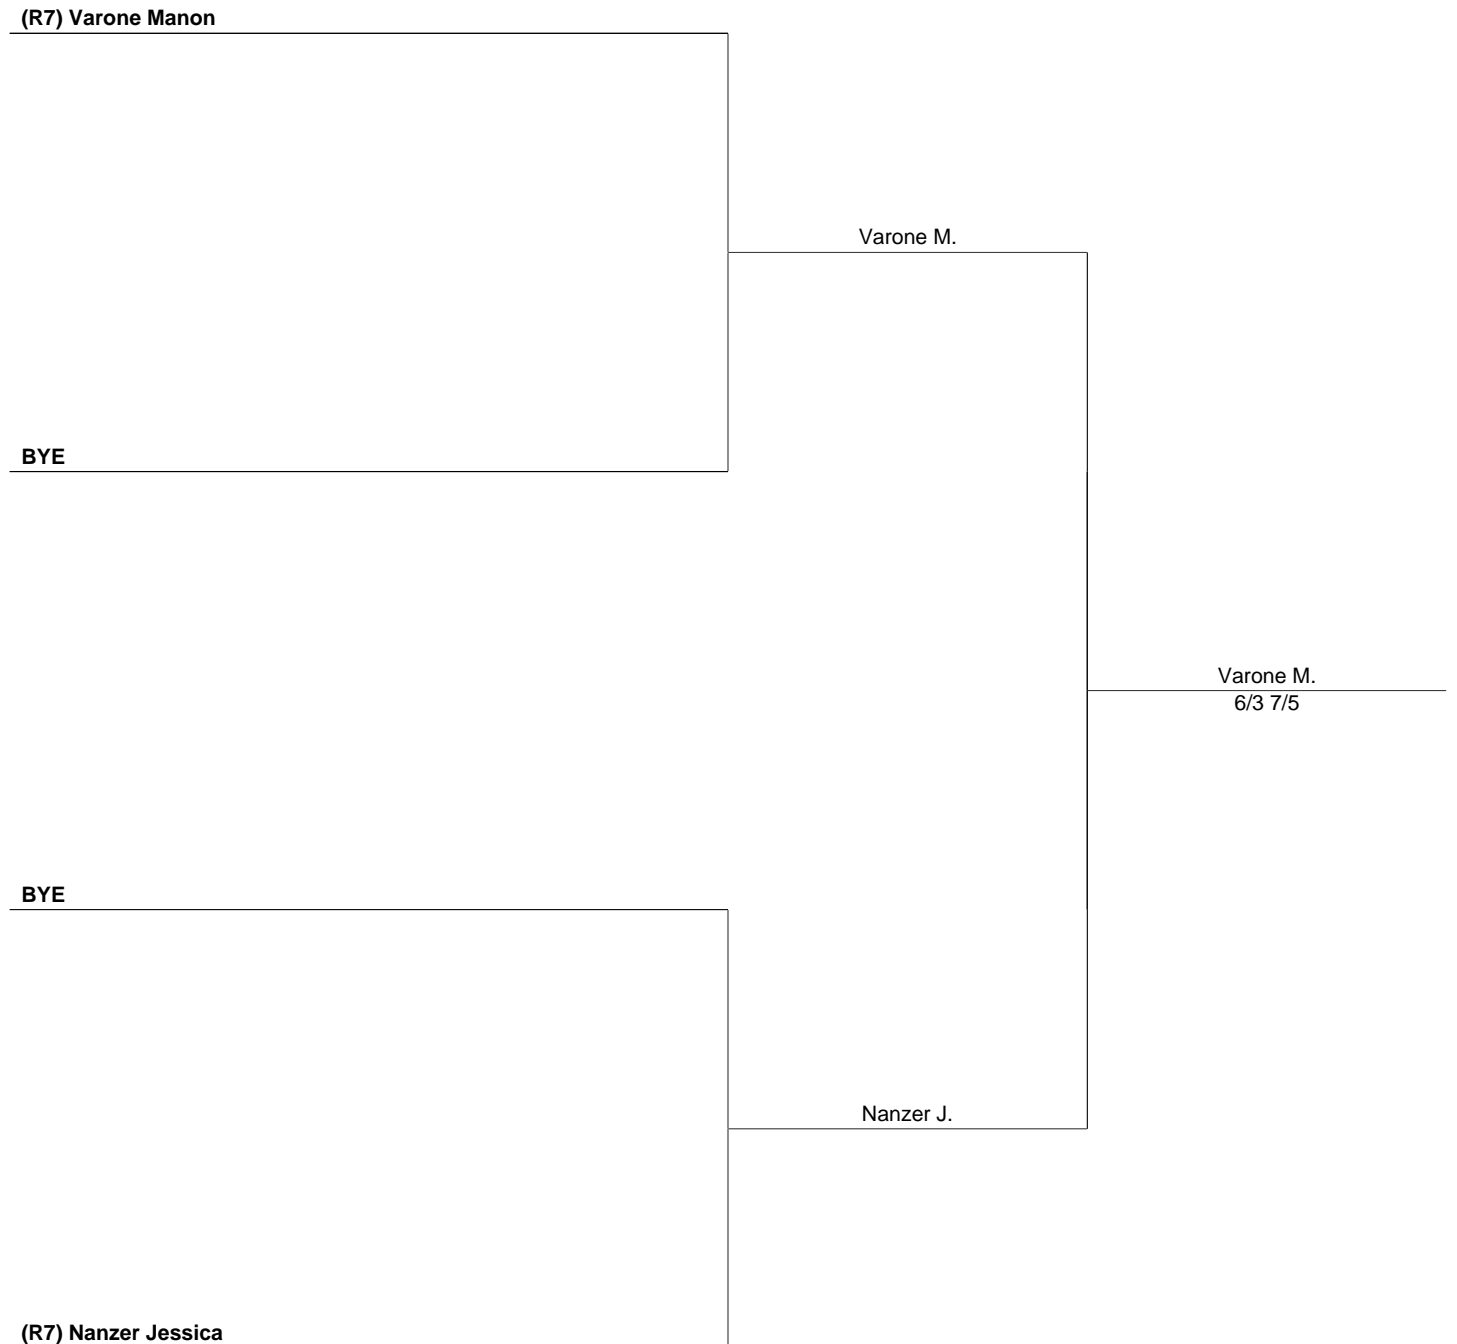 (R7) Varone Manon
Varone M.
BYE
Varone M.
6/3 7/5
BYE
Nanzer J.
(R7) Nanzer Jessica